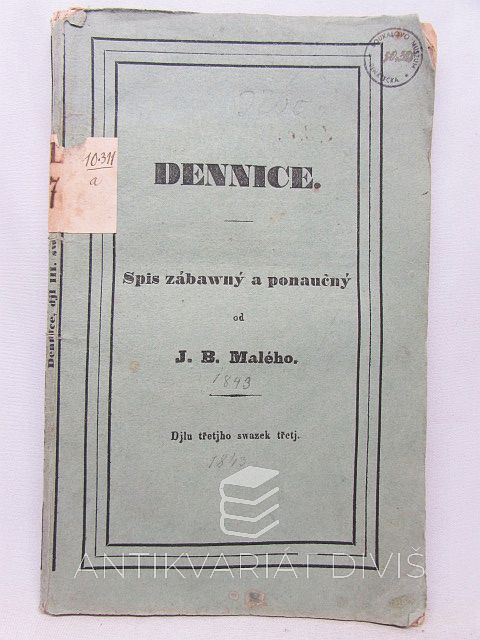 10.311
a
DENNICE.
Spis zábawný a ponaučný
od
J. B. Malého.
1893
Djlu třetjho swazek třetj.
1843
Dennice, djl III. sw
ANTIKVARIÁT DIVIŠ